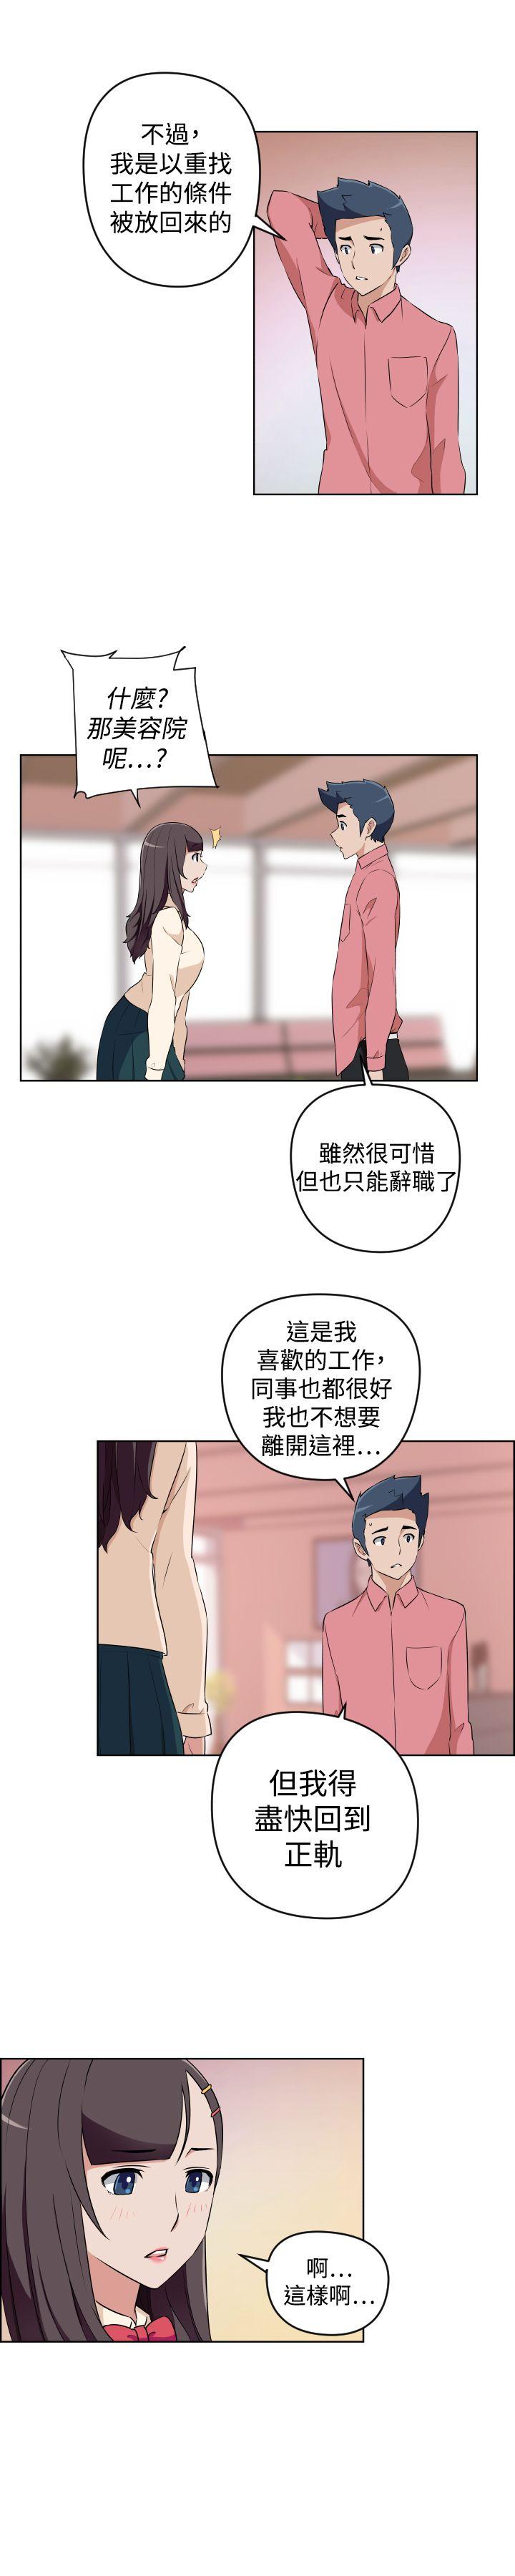 不過,
我是以重找
工作的條件
被放回來的
什麼?
那美容院
呢...?
雖然很可惜
但也只能辭職了
這是我
喜歡的工作,
同事也都很好
我也不想要
離開這裡...
但我得
盡快回到
正軌
啊...
這樣啊...